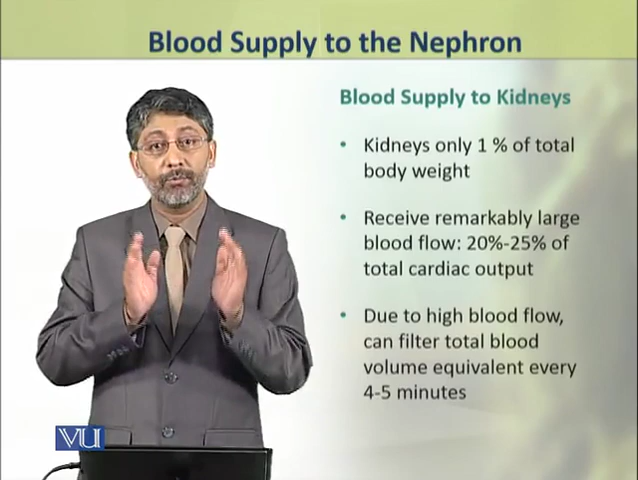 Blood Supply to the Nephron
Blood Supply to Kidneys
• Kidneys only 1 % of total
body weight
• Receive remarkably large
blood flow: 20%-25% of
total cardiac output
• Due to high blood flow,
can filter total blood
volume equivalent every
4-5 minutes
VU